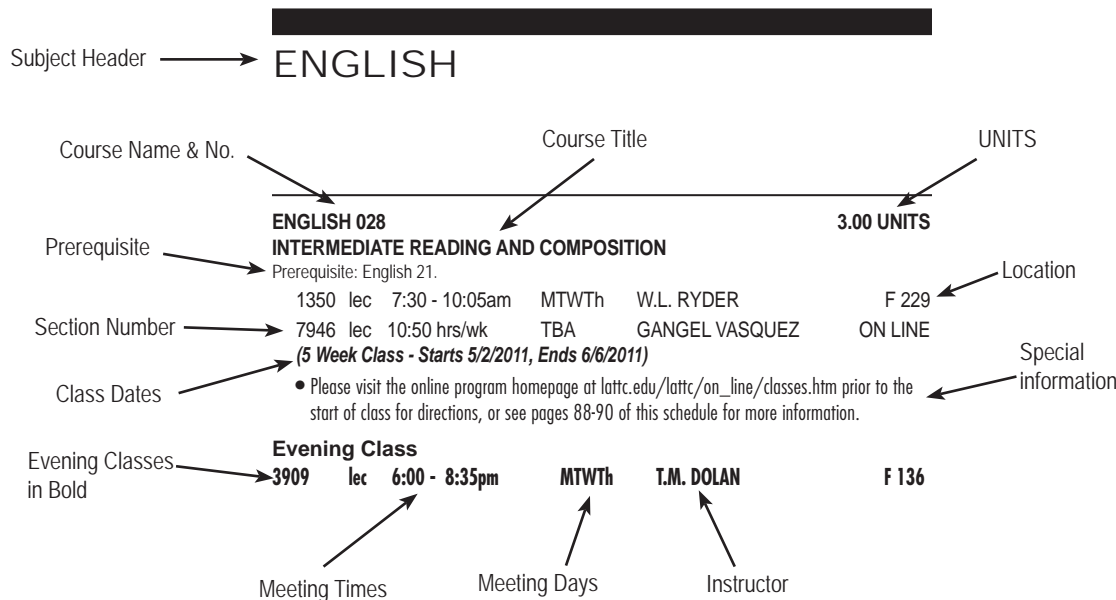 Subject Header
ENGLISH
Course Name & No.
Course Title
UNITS
ENGLISH 028 3.00 UNITS
INTERMEDIATE READING AND COMPOSITION
Prerequisite
Prerequisite: English 21.
Location
1350 lec 7:30 - 10:05am MTWTh W.L. RYDER F 229
Section Number
7946 lec 10:50 hrs/wk TBA GANGEL VASQUEZ ON LINE
(5 Week Class - Starts 5/2/2011, Ends 6/6/2011)
Class Dates
Special
information
● Please visit the online program homepage at lattc.edu/lattc/on_line/classes.htm prior to the
start of class for directions, or see pages 88-90 of this schedule for more information.
Evening Class
Evening Classes
in Bold
3909 lec 6:00 - 8:35pm MTWTh T.M. DOLAN F 136
Meeting Times
Meeting Days
Instructor